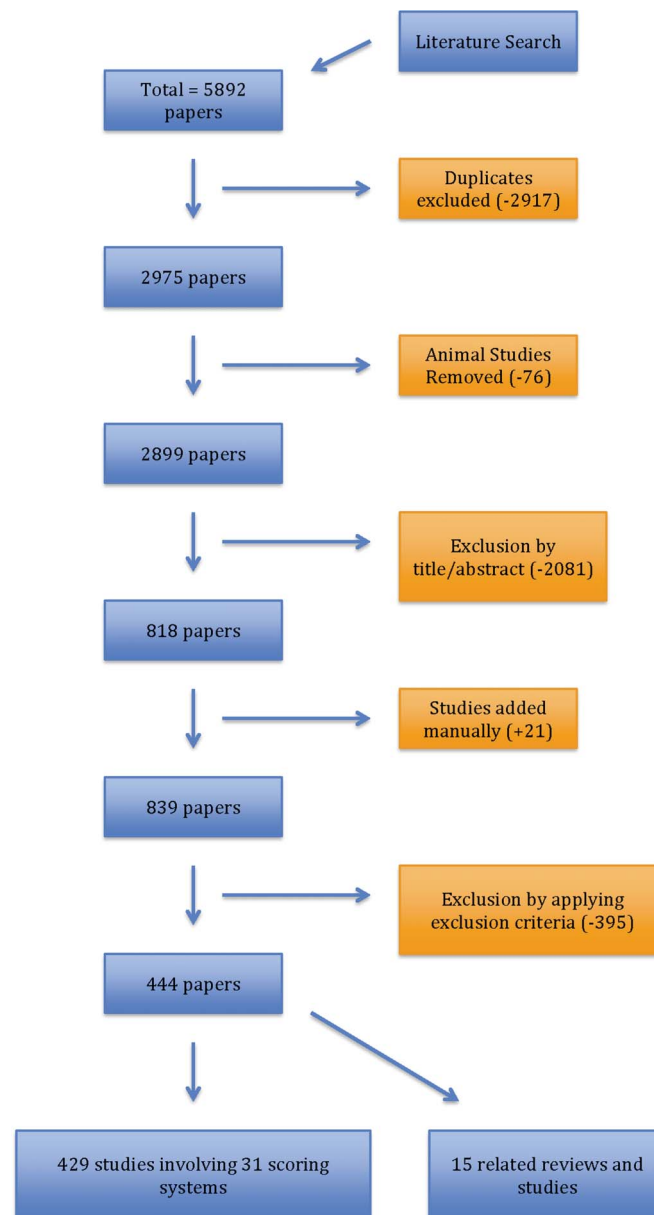 Literature Search
Total = 5892
papers
Duplicates
excluded (-2917)
2975 papers
Animal Studies
Removed (-76)
2899 papers
Exclusion by
title/abstract (-2081)
818 papers
Studies added
manually (+21)
839 papers
Exclusion by applying
exclusion criteria (-395)
444 papers
429 studies involving 31 scoring
systems
15 related reviews and
studies